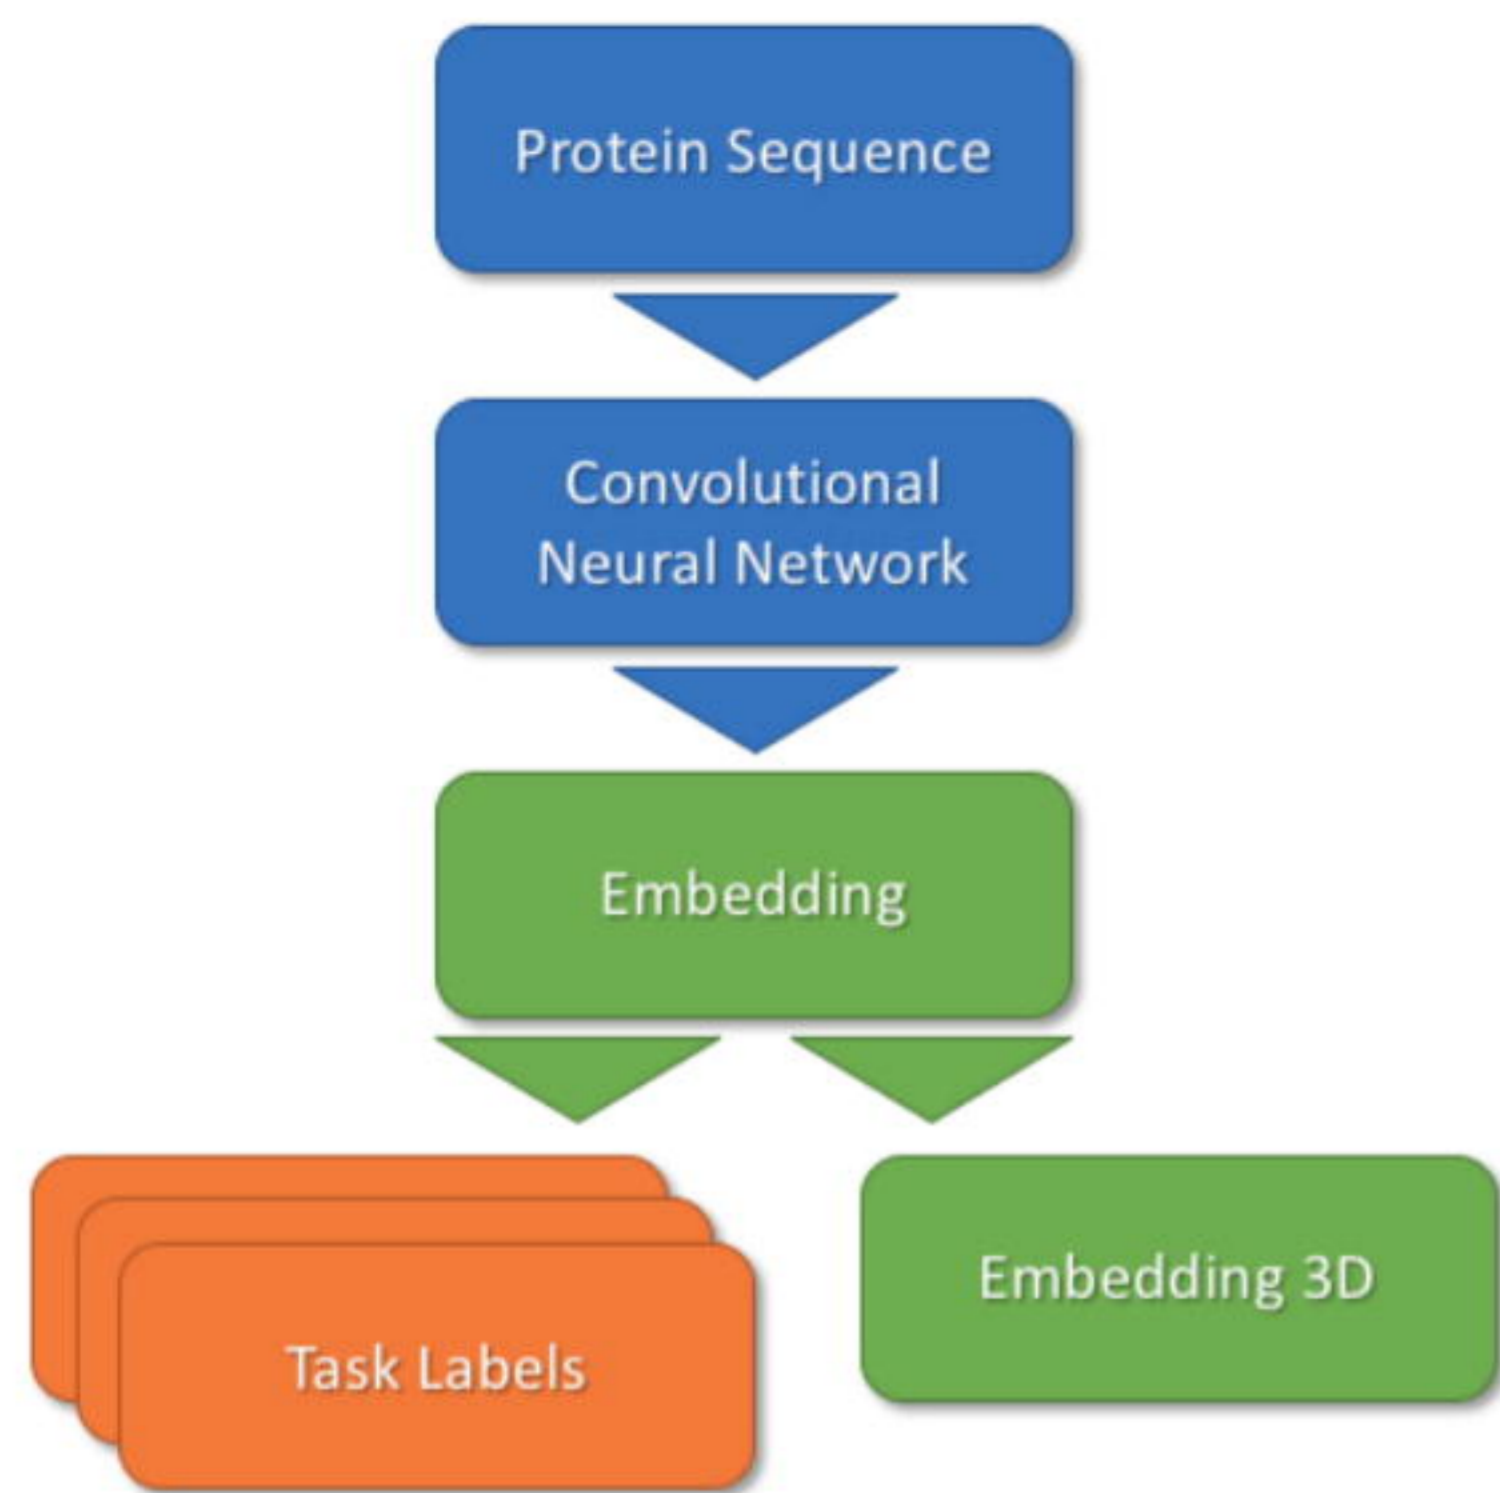 Protein Sequence
Convolutional
Neural Network
Embedding
Task Labels
Embedding 3D